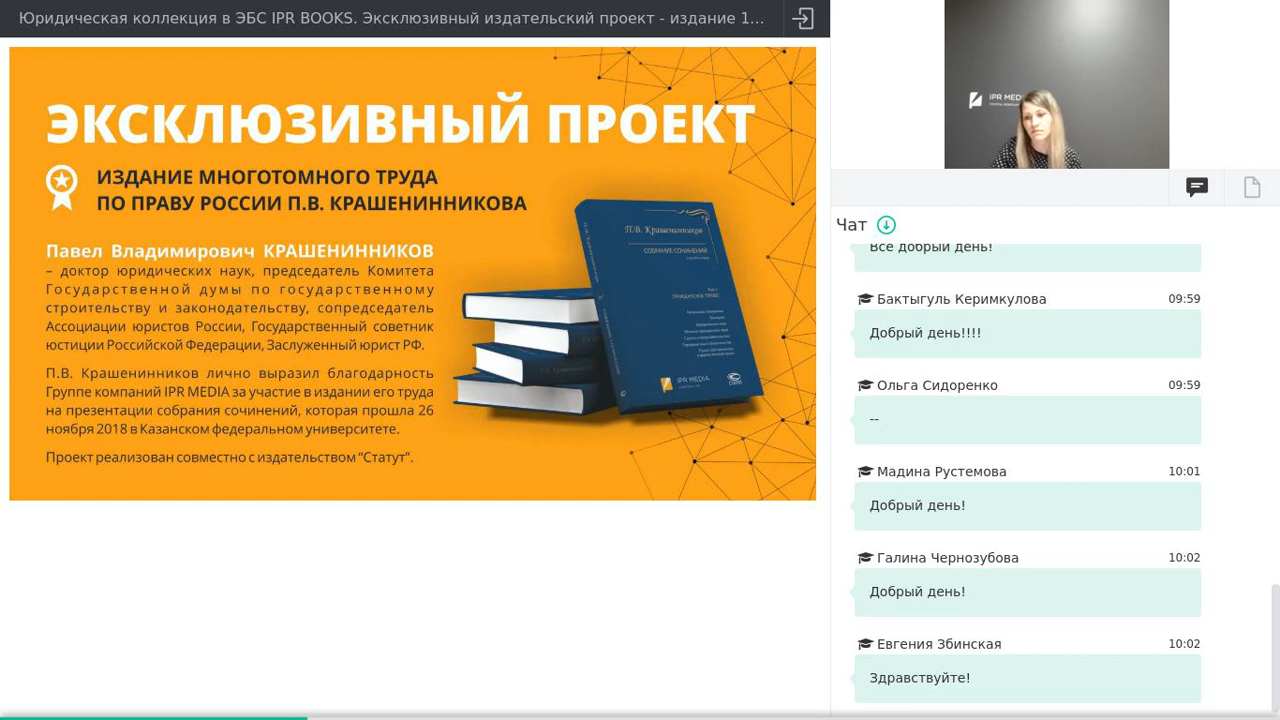 Юридическая коллекция в ЭБС IPR BOOKS. Эксклюзивный издательский проект - издание 1...
ЭКСКЛЮЗИВНЫЙ ПРОЕКТ
ИЗДАНИЕ МНОГОТОМНОГО ТРУДА
ПО ПРАВУ РОССИИ П.В. КРАШЕНИННИКОВА
Павел Владимирович КРАШЕНИННИКОВ
– доктор юридических наук, председатель Комитета
Государственной думы по государственному
строительству и законодательству, сопредседатель
Ассоциации юристов России, Государственный советник
юстиции Российской Федерации, Заслуженный юрист РФ.
П.В. Крашенинников лично выразил благодарность
Группе компаний IPR MEDIA за участие в издании его труда
на презентации собрания сочинений, которая прошла 26
ноября 2018 в Казанском федеральном университете.
Проект реализован совместно с издательством “Статут”.
П.В. Крашенинников
СОБРАНИЕ СОЧИНЕНИЙ
ГРАЖДАНСКОЕ ПРАВО
IPR MEDIA
IPR MEDIA
Чат
Все добрый день!
Бактыгуль Керимкулова 09:59
Добрый день!!!!
Ольга Сидоренко 09:59
--
Мадина Рустемова 10:01
Добрый день!
Галина Чернозубова 10:02
Добрый день!
Евгения Збинская 10:02
Здравствуйте!